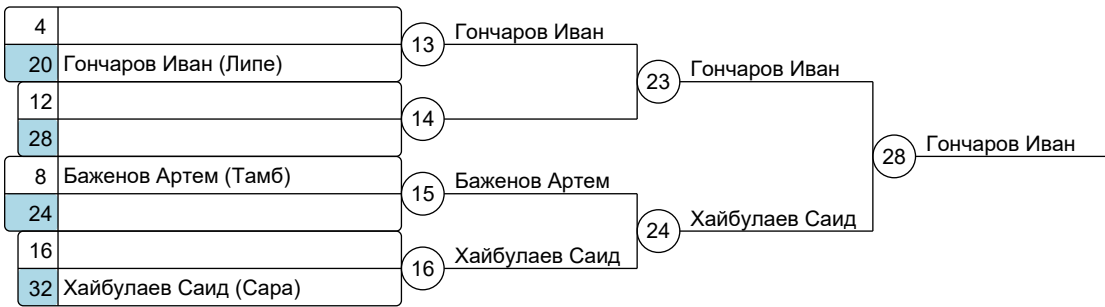 4
13 Гончаров Иван
20 Гончаров Иван (Липе)
23 Гончаров Иван
12
14
28
28 Гончаров Иван
8 Баженов Артем (Тамб)
15 Баженов Артем
24
24 Хайбулаев Саид
16
16 Хайбулаев Саид
32 Хайбулаев Саид (Сара)